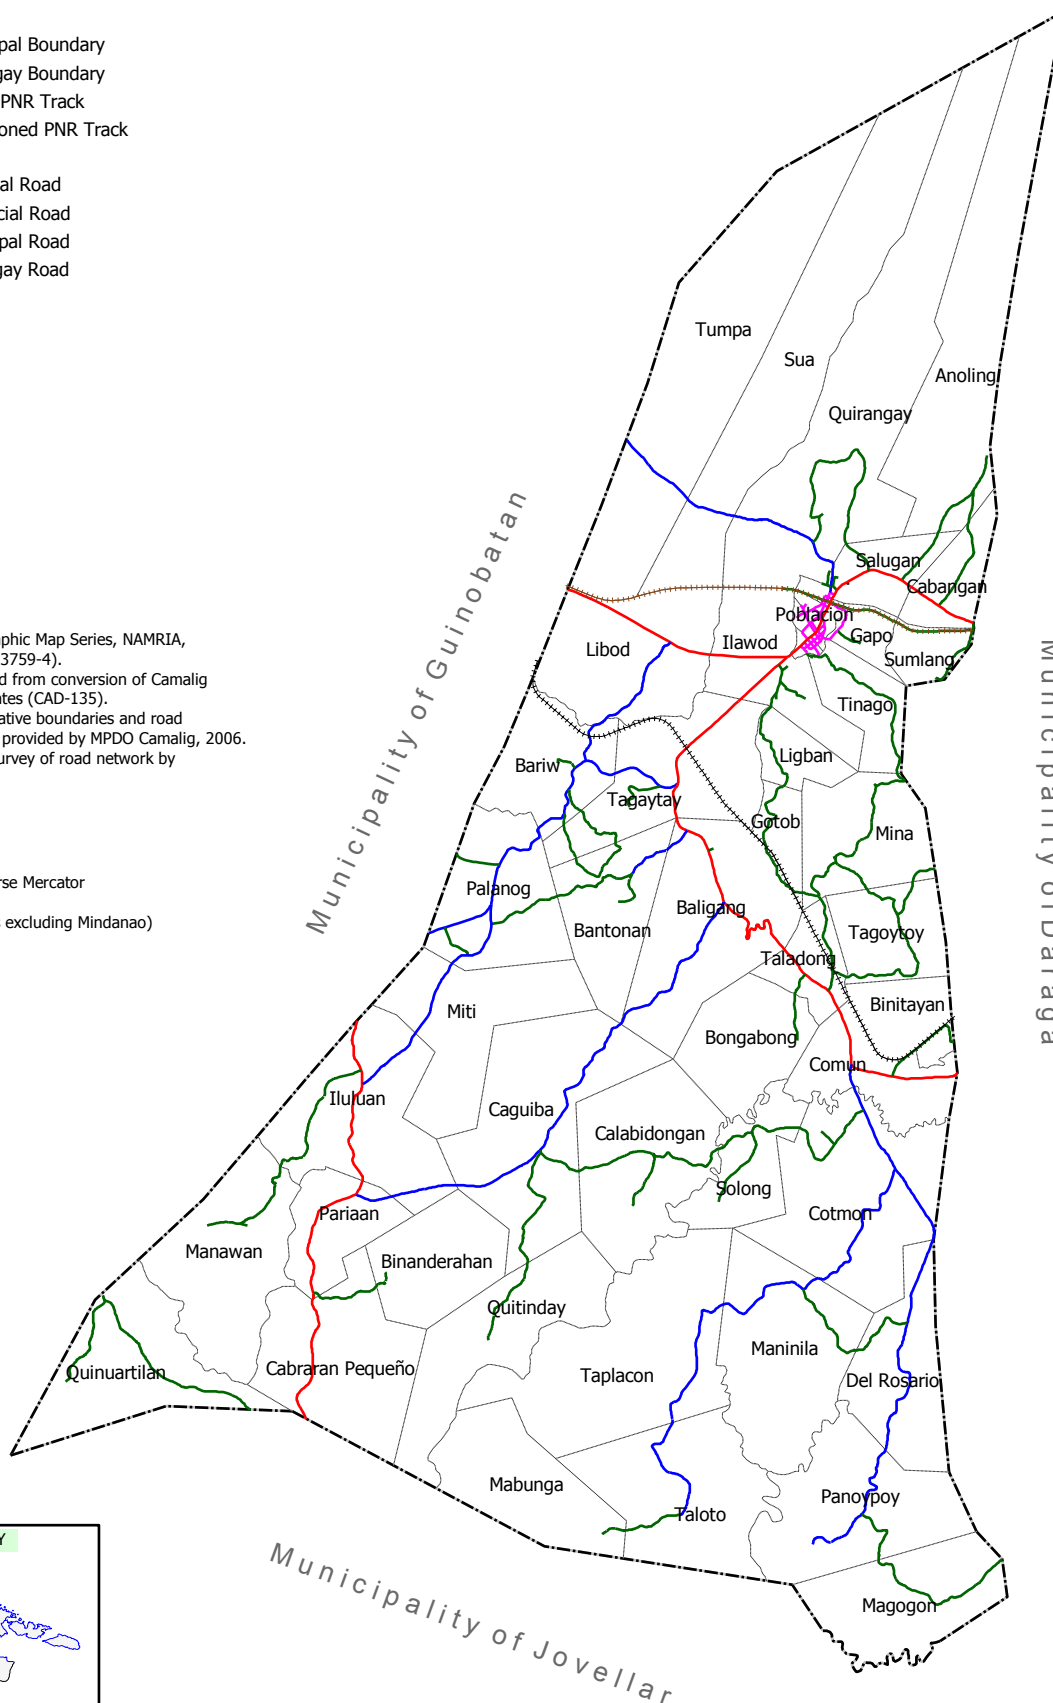 pal Boundary
gay Boundary
PNR Track
oned PNR Track
al Road
cial Road
pal Road
gay Road
Tumpa
Sua
Anoling
Quirangay
Municipality of Guinobatan
Salugan
Cabangan
Poblacion
Gapo
Ilawod
Libod
Sumlang
aphic Map Series, NAMRIA,
3759-4).
d from conversion of Camalig
ates (CAD-135).
ative boundaries and road
provided by MPDO Camalig, 2006.
urvey of road network by
Municipality of Daraga
Tinago
Ligban
Bariw
Tagaytay
Gotob
Mina
rse Mercator
s excluding Mindanao)
Palanog
Baligang
Bantonan
Tagoytoy
Taladong
Binitayan
Miti
Bongabong
Comun
Iluluan
Caguiba
Calabidongan
Solong
Pariaan
Cotmon
Manawan
Binanderahan
Quitinday
Maninila
Quinuartilan
Cabraran Pequeño
Taplacon
Del Rosario
Mabunga
Panoypoy
Taloto
Y
Municipality of Jovellar
Magogon